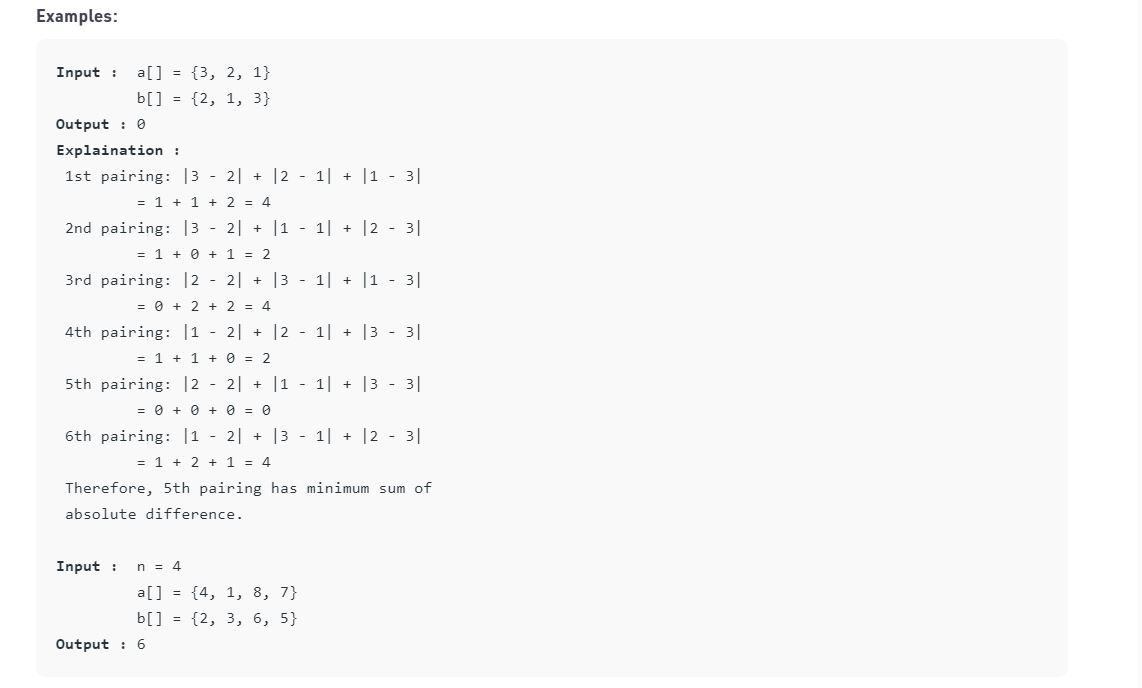 Examples:
Input :  a[] = {3, 2, 1}
         b[] = {2, 1, 3}
Output : 0
Explaination :
 1st pairing: |3 - 2| + |2 - 1| + |1 - 3|
         = 1 + 1 + 2 = 4
 2nd pairing: |3 - 2| + |1 - 1| + |2 - 3|
         = 1 + 0 + 1 = 2
 3rd pairing: |2 - 2| + |3 - 1| + |1 - 3|
         = 0 + 2 + 2 = 4
 4th pairing: |1 - 2| + |2 - 1| + |3 - 3|
         = 1 + 1 + 0 = 2
 5th pairing: |2 - 2| + |1 - 1| + |3 - 3|
         = 0 + 0 + 0 = 0
 6th pairing: |1 - 2| + |3 - 1| + |2 - 3|
         = 1 + 2 + 1 = 4
 Therefore, 5th pairing has minimum sum of
 absolute difference.
Input :  n = 4
         a[] = {4, 1, 8, 7}
         b[] = {2, 3, 6, 5}
Output : 6